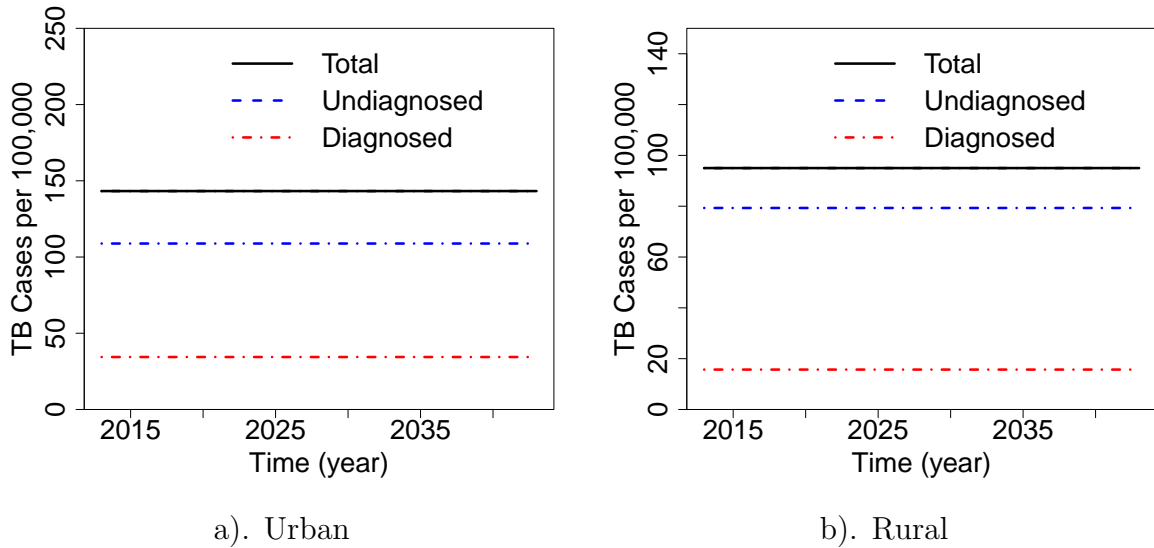 250
200
150
100
50
0
TB Cases per 100,000
Total
Undiagnosed
Diagnosed
2015 2025 2035
Time (year)
a). Urban
140
100
60
20
0
TB Cases per 100,000
Total
Undiagnosed
Diagnosed
2015 2025 2035
Time (year)
b). Rural